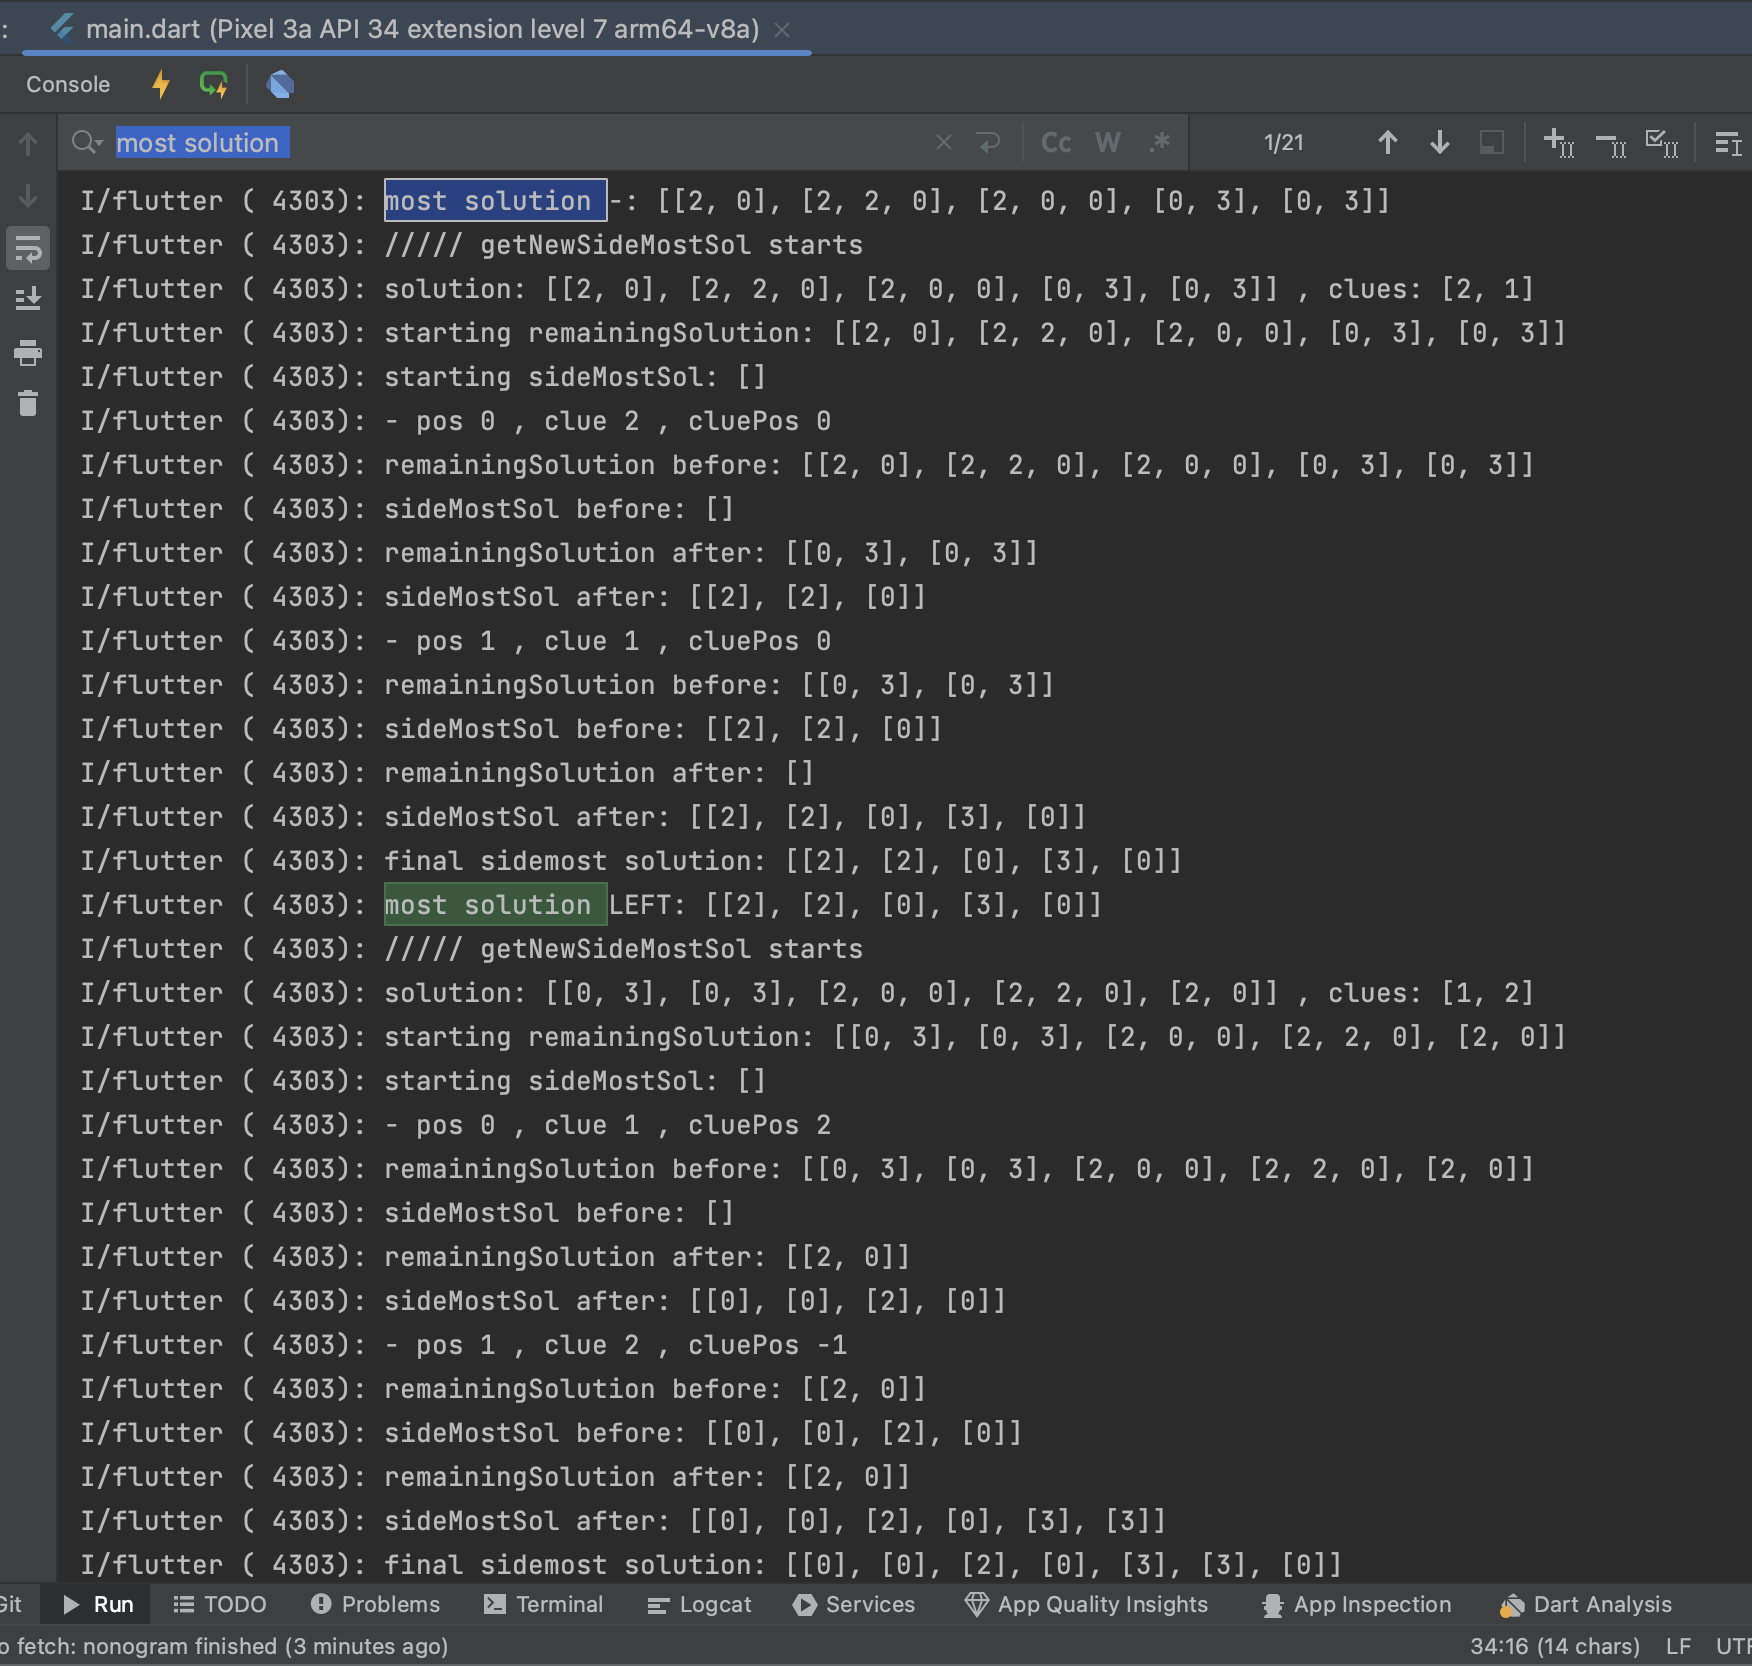 : main.dart (Pixel 3a API 34 extension level 7 arm64-v8a)
Console
most solution Cc W .* 1/21
I/flutter ( 4303): most solution -: [[2, 0], [2, 2, 0], [2, 0, 0], [0, 3], [0, 3]]
I/flutter ( 4303): ///// getNewSideMostSol starts
I/flutter ( 4303): solution: [[2, 0], [2, 2, 0], [2, 0, 0], [0, 3], [0, 3]] , clues: [2, 1]
I/flutter ( 4303): starting remainingSolution: [[2, 0], [2, 2, 0], [2, 0, 0], [0, 3], [0, 3]]
I/flutter ( 4303): starting sideMostSol: []
I/flutter ( 4303): - pos 0 , clue 2 , cluePos 0
I/flutter ( 4303): remainingSolution before: [[2, 0], [2, 2, 0], [2, 0, 0], [0, 3], [0, 3]]
I/flutter ( 4303): sideMostSol before: []
I/flutter ( 4303): remainingSolution after: [[0, 3], [0, 3]]
I/flutter ( 4303): sideMostSol after: [[2], [2], [0]]
I/flutter ( 4303): - pos 1 , clue 1 , cluePos 0
I/flutter ( 4303): remainingSolution before: [[0, 3], [0, 3]]
I/flutter ( 4303): sideMostSol before: [[2], [2], [0]]
I/flutter ( 4303): remainingSolution after: []
I/flutter ( 4303): sideMostSol after: [[2], [2], [0], [3], [0]]
I/flutter ( 4303): final sidemost solution: [[2], [2], [0], [3], [0]]
I/flutter ( 4303): most solution LEFT: [[2], [2], [0], [3], [0]]
I/flutter ( 4303): ///// getNewSideMostSol starts
I/flutter ( 4303): solution: [[0, 3], [0, 3], [2, 0, 0], [2, 2, 0], [2, 0]] , clues: [1, 2]
I/flutter ( 4303): starting remainingSolution: [[0, 3], [0, 3], [2, 0, 0], [2, 2, 0], [2, 0]]
I/flutter ( 4303): starting sideMostSol: []
I/flutter ( 4303): - pos 0 , clue 1 , cluePos 2
I/flutter ( 4303): remainingSolution before: [[0, 3], [0, 3], [2, 0, 0], [2, 2, 0], [2, 0]]
I/flutter ( 4303): sideMostSol before: []
I/flutter ( 4303): remainingSolution after: [[2, 0]]
I/flutter ( 4303): sideMostSol after: [[0], [0], [2], [0]]
I/flutter ( 4303): - pos 1 , clue 2 , cluePos -1
I/flutter ( 4303): remainingSolution before: [[2, 0]]
I/flutter ( 4303): sideMostSol before: [[0], [0], [2], [0]]
I/flutter ( 4303): remainingSolution after: [[2, 0]]
I/flutter ( 4303): sideMostSol after: [[0], [0], [2], [0], [3], [3]]
I/flutter ( 4303): final sidemost solution: [[0], [0], [2], [0], [3], [3], [0]]
Git Run TODO Problems Terminal Logcat Services App Quality Insights App Inspection Dart Analysis
o fetch: nonogram finished (3 minutes ago) 34:16 (14 chars) LF UTF